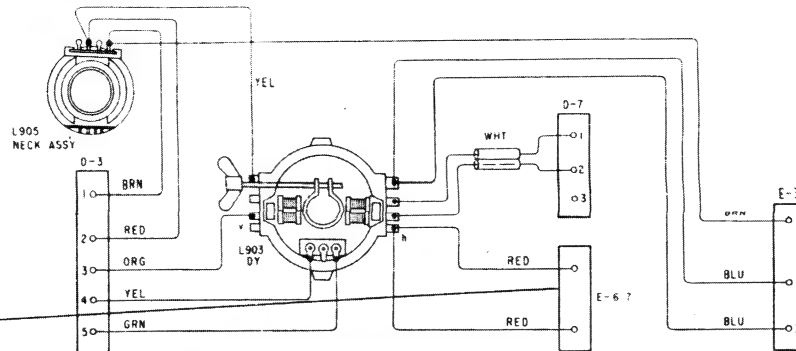 YEL
D-7
WHT
1
2
3
L905
NECK ASSY
D-3
1
BRN
2
RED
3
ORG
4
YEL
5
GRN
v
L903
DY
h
RED
RED
E-6 7
BRN
BLU
BLU